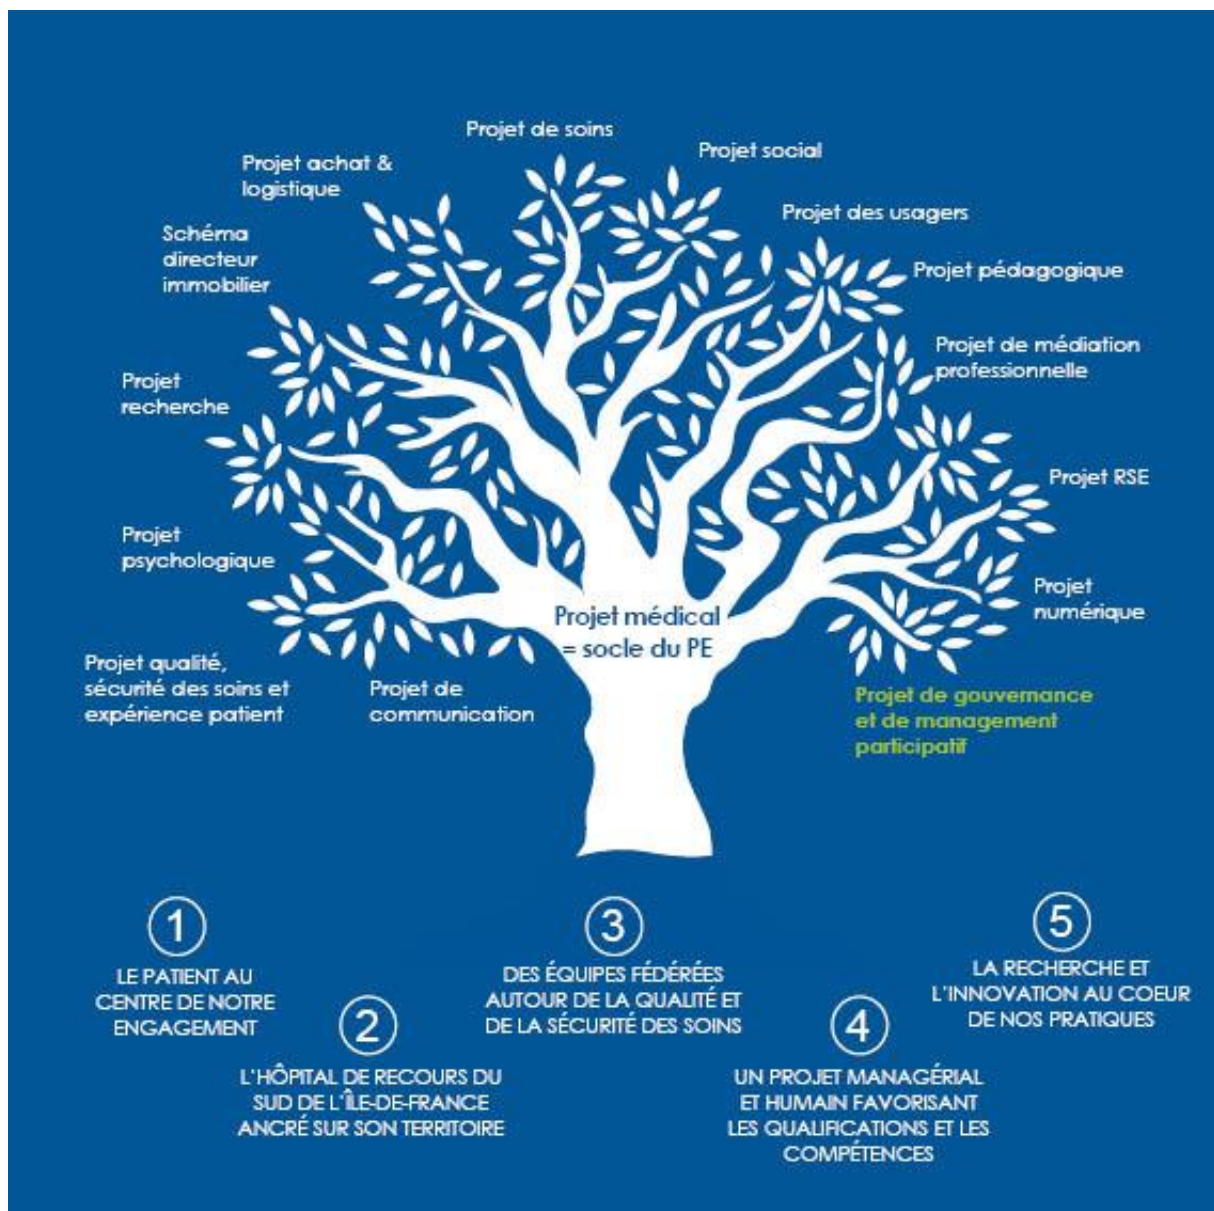 Projet de soins
Projet social
Projet achat &
logistique
Projet des usagers
Schéma
directeur
immobilier
Projet pédagogique
Projet de médiation
professionnelle
Projet
recherche
Projet RSE
Projet
psychologique
Projet
numérique
Projet médical
= socle du PE
Projet qualité,
sécurité des soins et
expérience patient
Projet de
communication
Projet de gouvernance
et de management
participatif
1
LE PATIENT AU
CENTRE DE NOTRE
ENGAGEMENT
2
L'HÔPITAL DE RECOURS DU
SUD DE L'ÎLE-DE-FRANCE
ANCRÉ SUR SON TERRITOIRE
3
DES ÉQUIPES FÉDÉRÉES
AUTOUR DE LA QUALITÉ ET
DE LA SÉCURITÉ DES SOINS
4
UN PROJET MANAGÉRIAL
ET HUMAIN FAVORISANT
LES QUALIFICATIONS ET LES
COMPÉTENCES
5
LA RECHERCHE ET
L'INNOVATION AU COEUR
DE NOS PRATIQUES